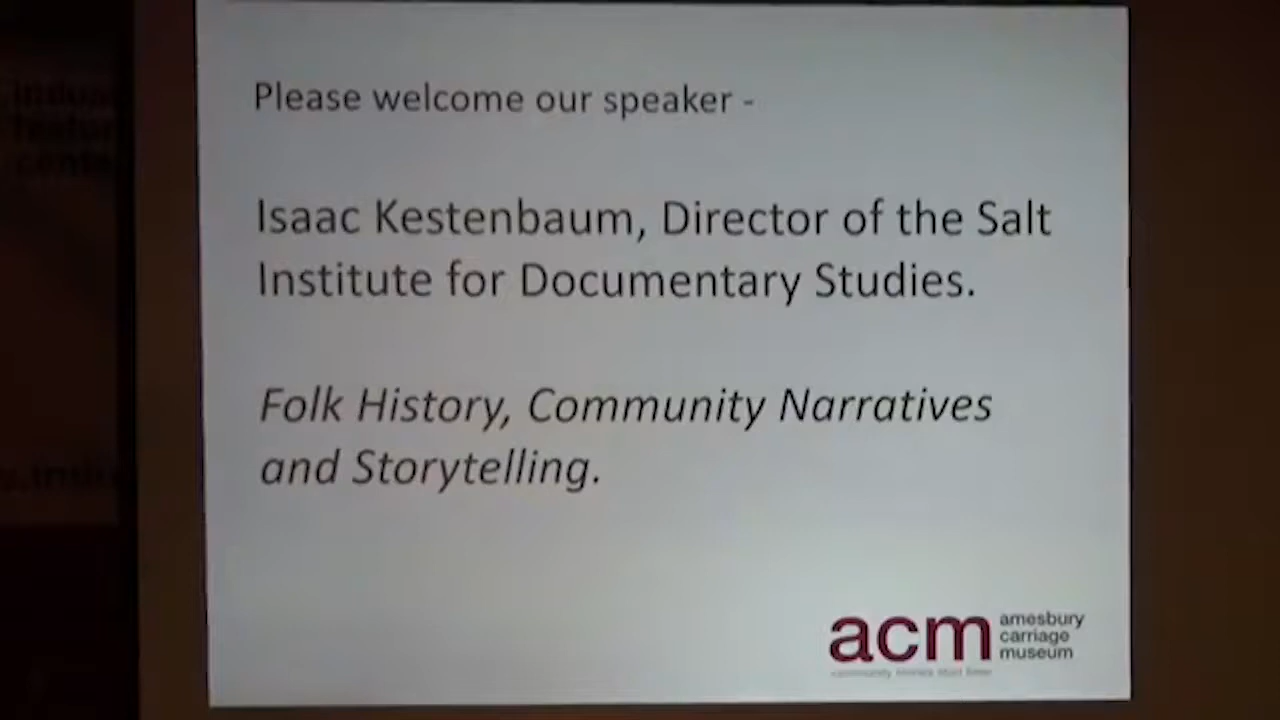 Please welcome our speaker -
Isaac Kestenbaum, Director of the Salt
Institute for Documentary Studies.
Folk History, Community Narratives
and Storytelling.
acm
amesbury
carriage
museum